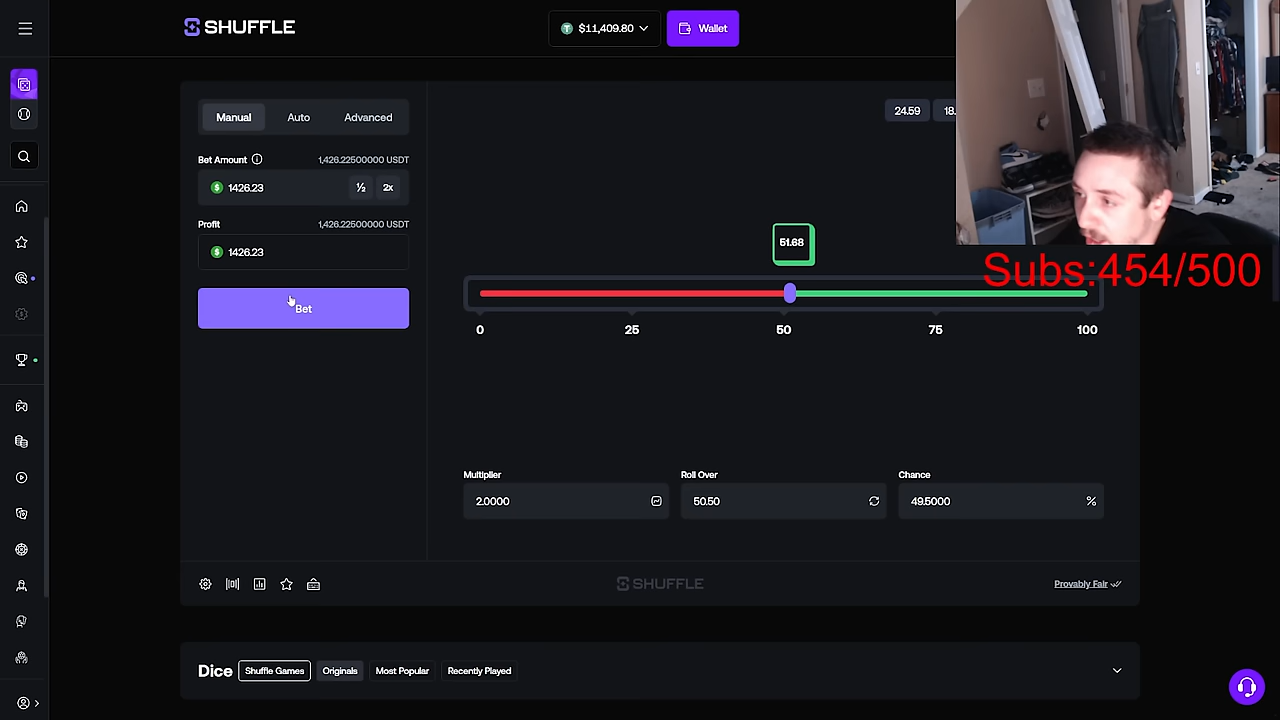 SHUFFLE
$11,409.80
Wallet
Manual
Auto
Advanced
24.59
18.
Bet Amount
1,426.22500000 USDT
1426.23
½
2x
Profit
1,426.22500000 USDT
1426.23
Bet
51.68
Subs:454/500
0
25
50
75
100
Multiplier
Roll Over
Chance
2.0000
50.50
49.5000
%
SHUFFLE
Provably Fair
Dice
Shuffle Games
Originals
Most Popular
Recently Played